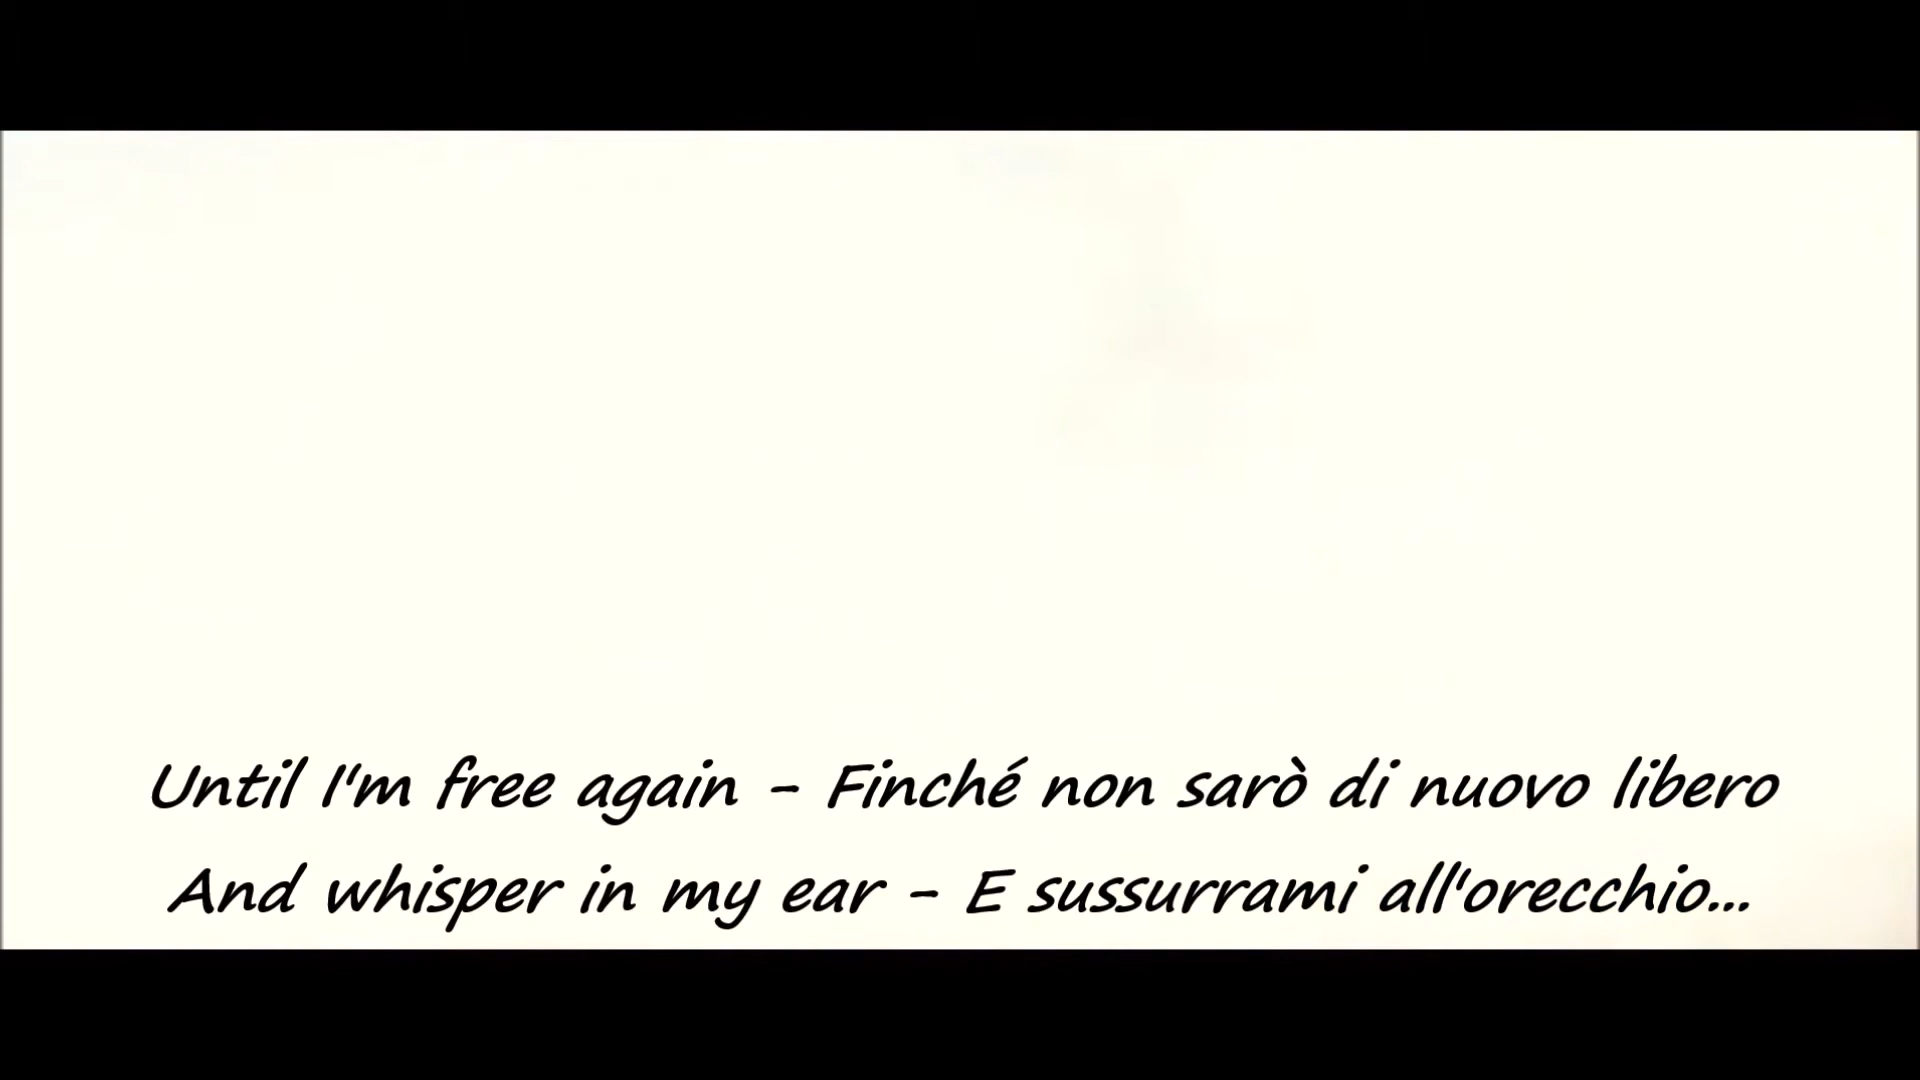 Until I'm free again - Finché non sarò di nuovo libero
And whisper in my ear - E sussurrami all'orecchio...